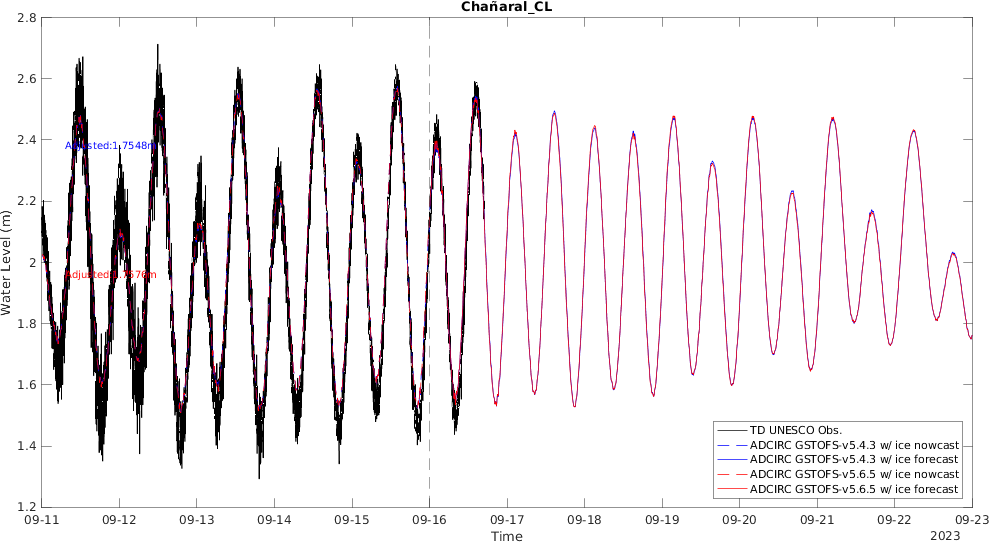 Chañaral_CL
2.8
2.6
2.4
2.2
2
1.8
1.6
1.4
1.2
Water Level (m)
Adjusted:1.7548m
Adjusted:1.7576m
TD UNESCO Obs.
ADCIRC GSTOFS-v5.4.3 w/ ice nowcast
ADCIRC GSTOFS-v5.4.3 w/ ice forecast
ADCIRC GSTOFS-v5.6.5 w/ ice nowcast
ADCIRC GSTOFS-v5.6.5 w/ ice forecast
09-11 09-12 09-13 09-14 09-15 09-16 09-17 09-18 09-19 09-20 09-21 09-22 09-23
Time
2023